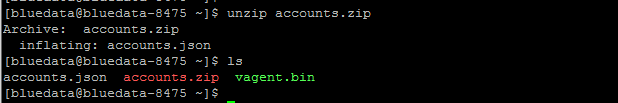 [bluedata@bluedata-8475 ~]$ unzip accounts.zip
Archive:  accounts.zip
  inflating: accounts.json
[bluedata@bluedata-8475 ~]$ ls
accounts.json  accounts.zip  vagent.bin
[bluedata@bluedata-8475 ~]$